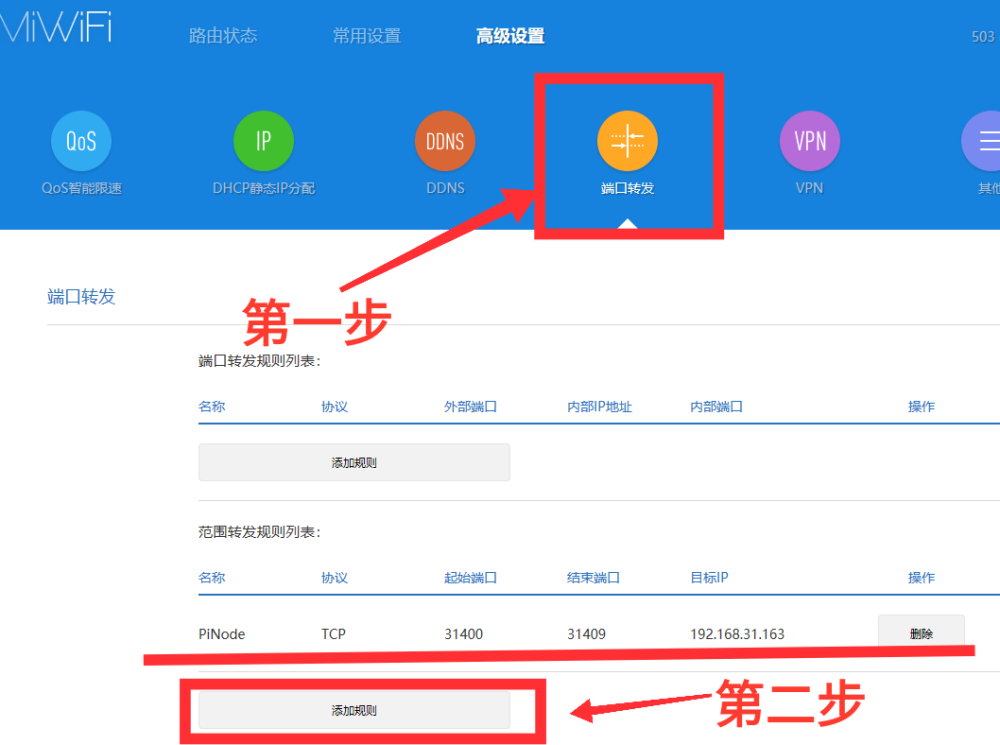 MiWiFi
路由状态 常用设置 高级设置 503
QoS IP DDNS VPN
QoS智能限速 DHCP静态IP分配 DDNS 端口转发 VPN 其他
第一步
端口转发
端口转发规则列表：
名称 协议 外部端口 内部IP地址 内部端口 操作
添加规则
范围转发规则列表：
名称 协议 起始端口 结束端口 目标IP 操作
PiNode TCP 31400 31409 192.168.31.163 删除
添加规则
第二步